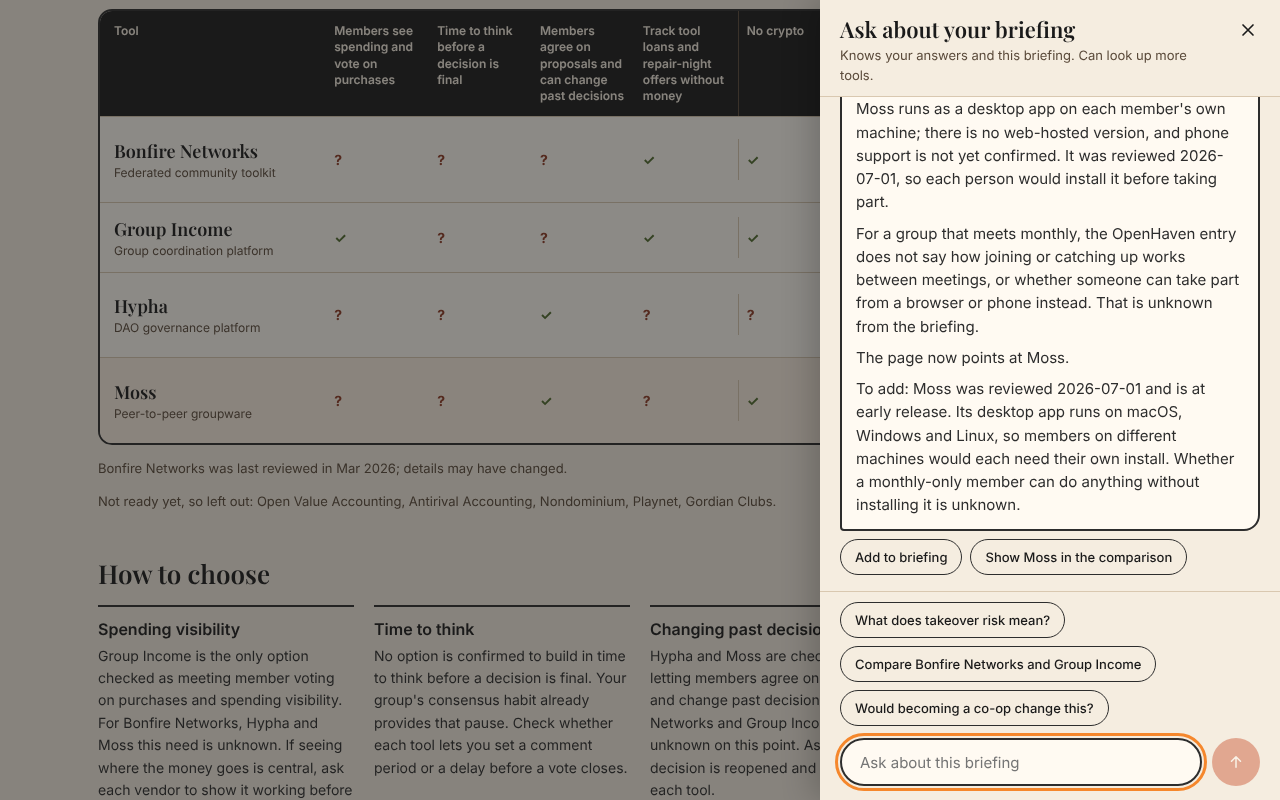 Tool
Members see
spending and
vote on
purchases
Time to think
before a
decision is
final
Members
agree on
proposals and
can change
past decisions
Track tool
loans and
repair-night
offers without
money
No crypto
Bonfire Networks
Federated community toolkit
?
?
?
✓
✓
Group Income
Group coordination platform
✓
?
?
✓
✓
Hypha
DAO governance platform
?
?
✓
?
?
Moss
Peer-to-peer groupware
?
?
✓
?
✓
Bonfire Networks was last reviewed in Mar 2026; details may have changed.
Not ready yet, so left out: Open Value Accounting, Antirival Accounting, Nondominium, Playnet, Gordian Clubs.
How to choose
Spending visibility
Group Income is the only option
checked as meeting member voting
on purchases and spending visibility.
For Bonfire Networks, Hypha and
Moss this need is unknown. If seeing
where the money goes is central, ask
each vendor to show it working before
Time to think
No option is confirmed to build in time
to think before a decision is final. Your
group's consensus habit already
provides that pause. Check whether
each tool lets you set a comment
period or a delay before a vote closes.
Changing past decisio
Hypha and Moss are chec
letting members agree on
and change past decision
Networks and Group Inco
unknown on this point. As
decision is reopened and
each tool.
Ask about your briefing
Knows your answers and this briefing. Can look up more
tools.
Moss runs as a desktop app on each member's own
machine; there is no web-hosted version, and phone
support is not yet confirmed. It was reviewed 2026-
07-01, so each person would install it before taking
part.
For a group that meets monthly, the OpenHaven entry
does not say how joining or catching up works
between meetings, or whether someone can take part
from a browser or phone instead. That is unknown
from the briefing.
The page now points at Moss.
To add: Moss was reviewed 2026-07-01 and is at
early release. Its desktop app runs on macOS,
Windows and Linux, so members on different
machines would each need their own install. Whether
a monthly-only member can do anything without
installing it is unknown.
Add to briefing
Show Moss in the comparison
What does takeover risk mean?
Compare Bonfire Networks and Group Income
Would becoming a co-op change this?
Ask about this briefing